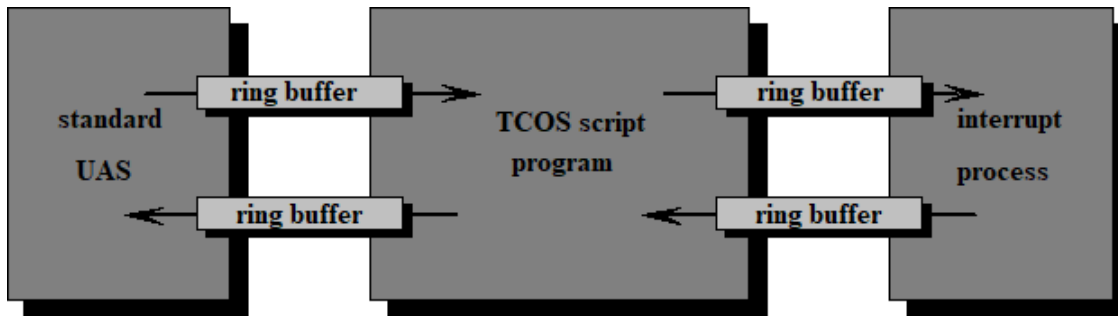 ring buffer
ring buffer
standard
UAS
TCOS script
program
interrupt
process
ring buffer
ring buffer